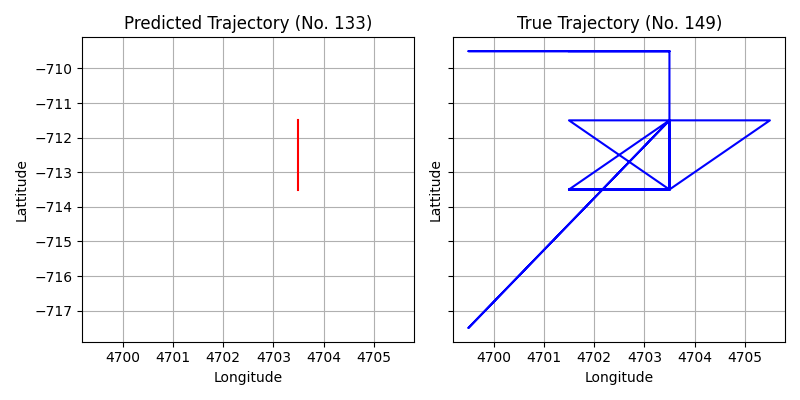 Predicted Trajectory (No. 133)
−710
−711
−712
−713
−714
−715
−716
−717
Lattitude
4700 4701 4702 4703 4704 4705
Longitude
True Trajectory (No. 149)
Lattitude
4700 4701 4702 4703 4704 4705
Longitude